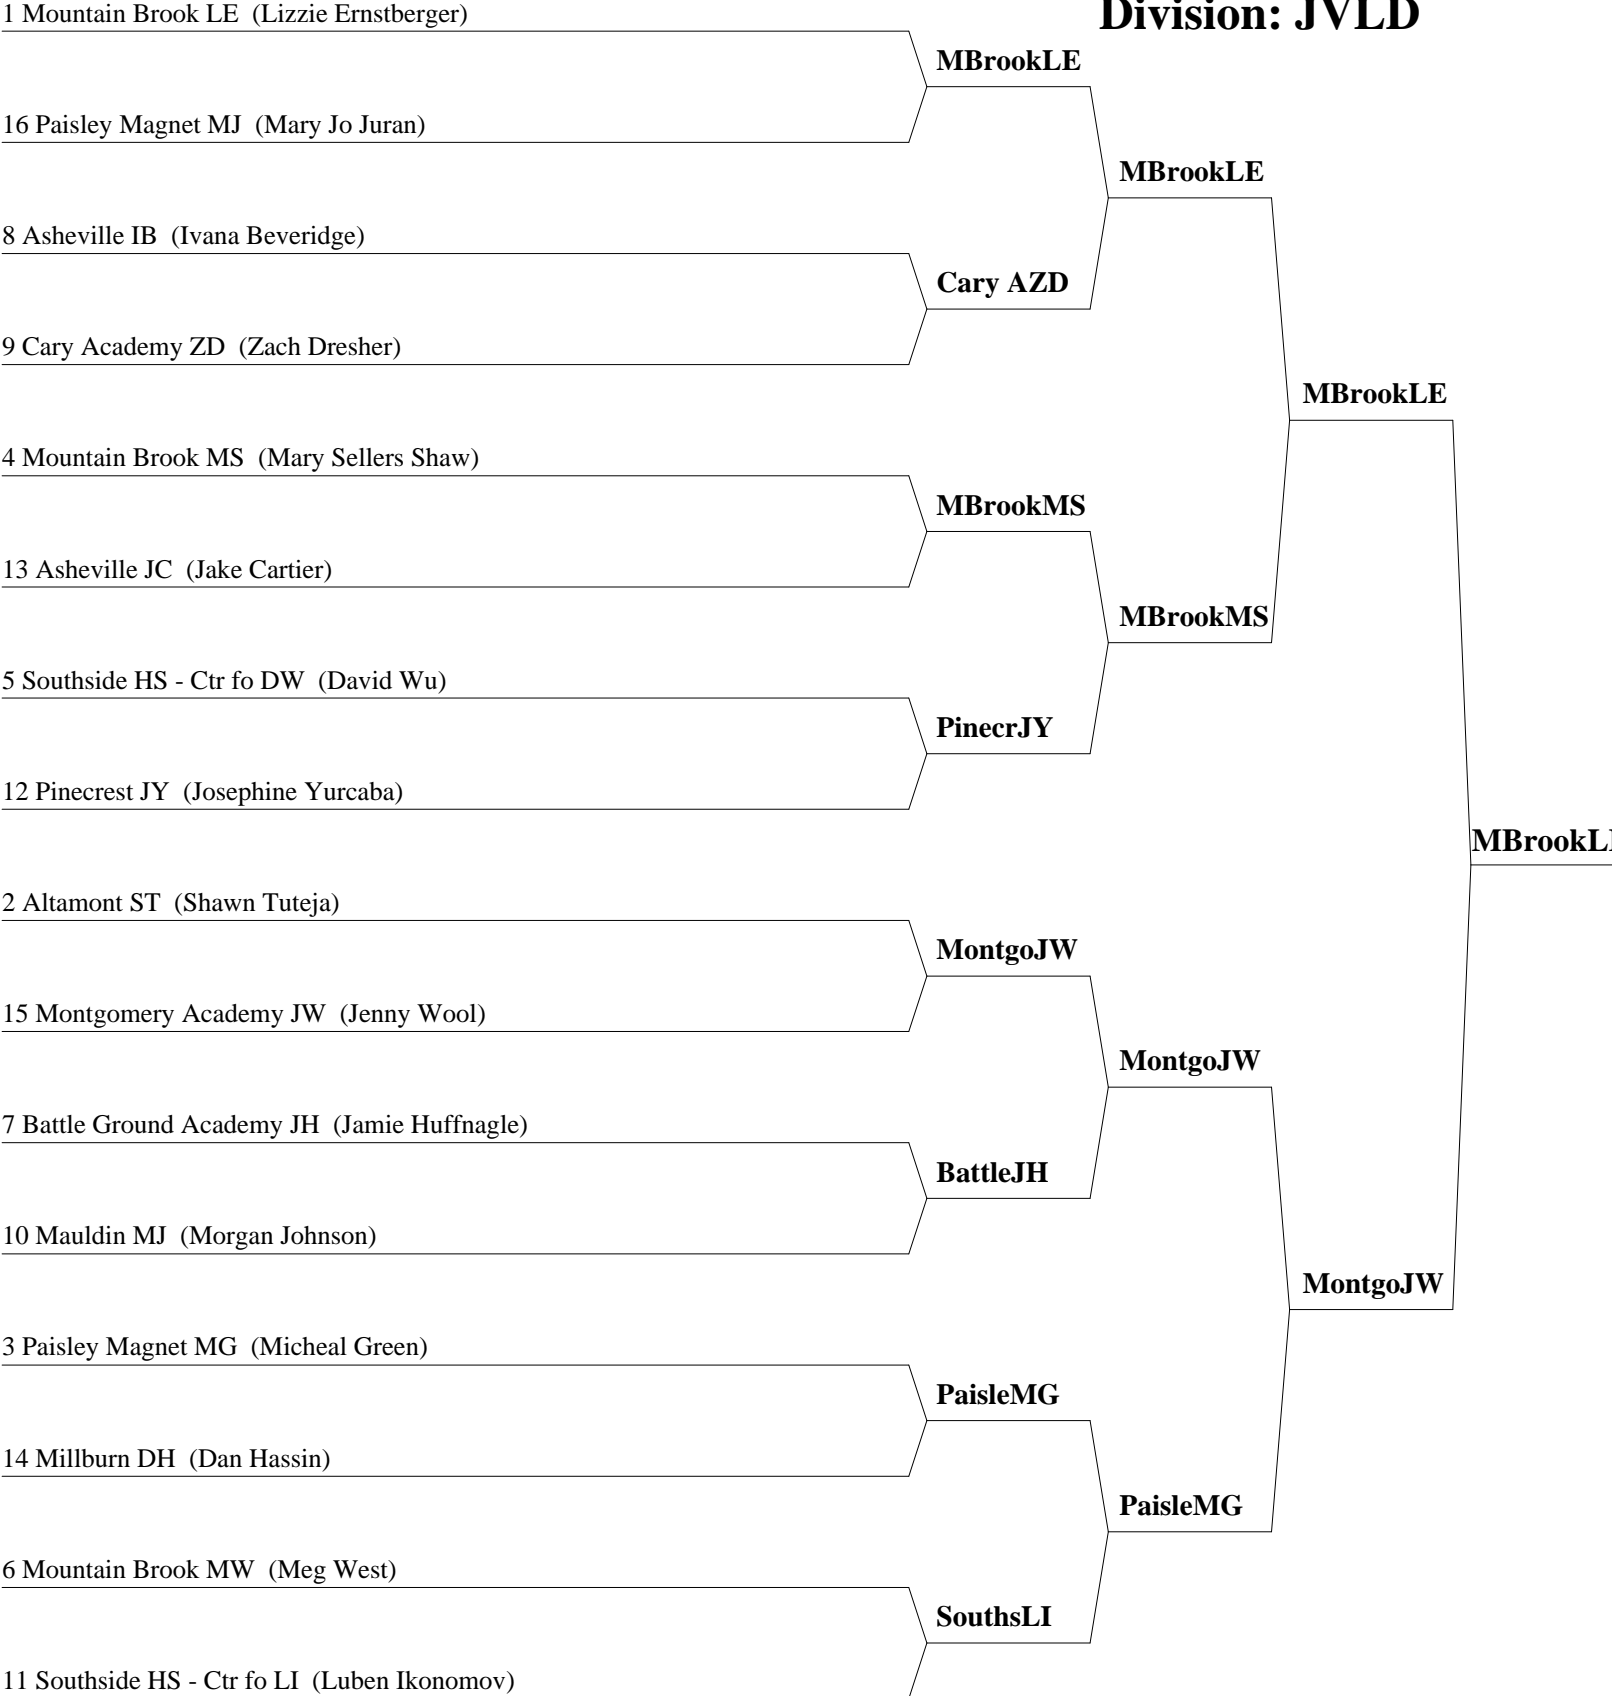 1 Mountain Brook LE (Lizzie Ernstberger)
Division: JVLD
MBrookLE
16 Paisley Magnet MJ (Mary Jo Juran)
MBrookLE
8 Asheville IB (Ivana Beveridge)
Cary AZD
9 Cary Academy ZD (Zach Dresher)
MBrookLE
4 Mountain Brook MS (Mary Sellers Shaw)
MBrookMS
13 Asheville JC (Jake Cartier)
MBrookMS
5 Southside HS - Ctr fo DW (David Wu)
PinecrJY
12 Pinecrest JY (Josephine Yurcaba)
MBrookLE
2 Altamont ST (Shawn Tuteja)
MontgoJW
15 Montgomery Academy JW (Jenny Wool)
MontgoJW
7 Battle Ground Academy JH (Jamie Huffnagle)
BattleJH
10 Mauldin MJ (Morgan Johnson)
MontgoJW
3 Paisley Magnet MG (Micheal Green)
PaisleMG
14 Millburn DH (Dan Hassin)
PaisleMG
6 Mountain Brook MW (Meg West)
SouthsLI
11 Southside HS - Ctr fo LI (Luben Ikonomov)